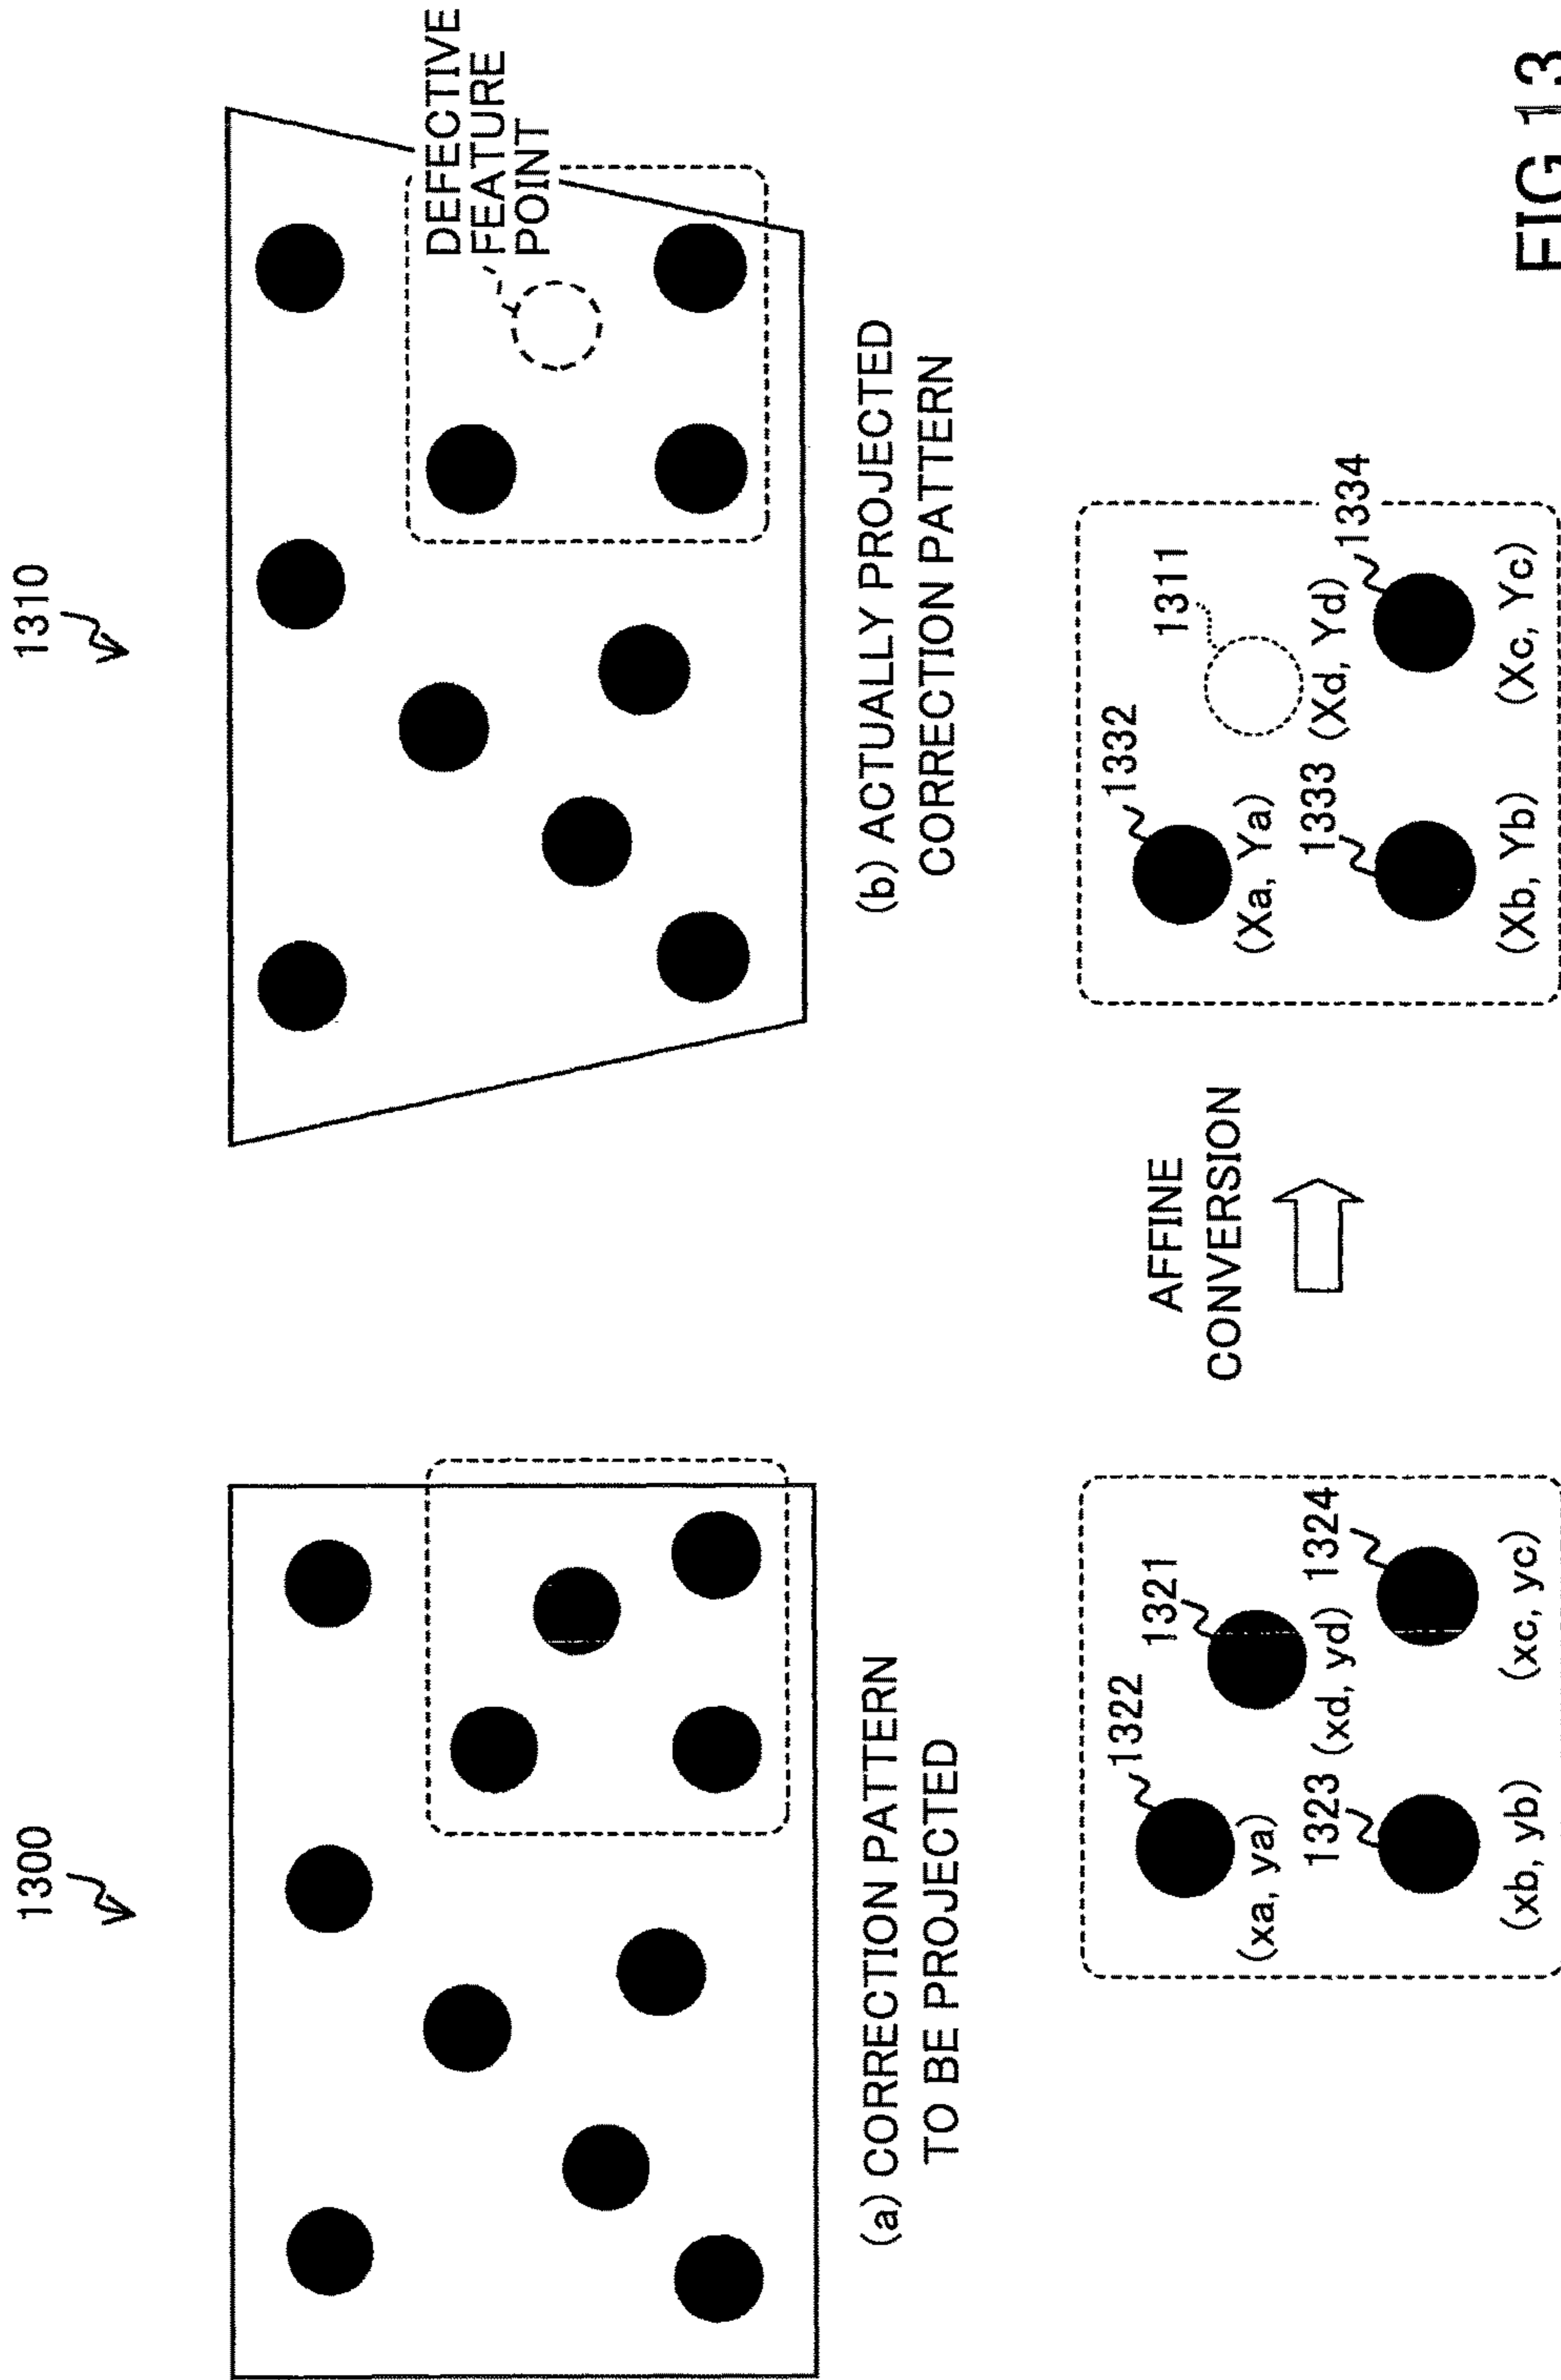 1300
(a) CORRECTION PATTERN
TO BE PROJECTED
1310
DEFECTIVE
FEATURE
POINT
(b) ACTUALLY PROJECTED
CORRECTION PATTERN
1322
1321
(xa, ya)
1323
(xd, yd)
1324
(xb, yb)
(xc, yc)
AFFINE
CONVERSION
1332
1311
(Xa, Ya)
1333
(Xd, Yd)
1334
(Xb, Yb)
(Xc, Yc)
FIG 13